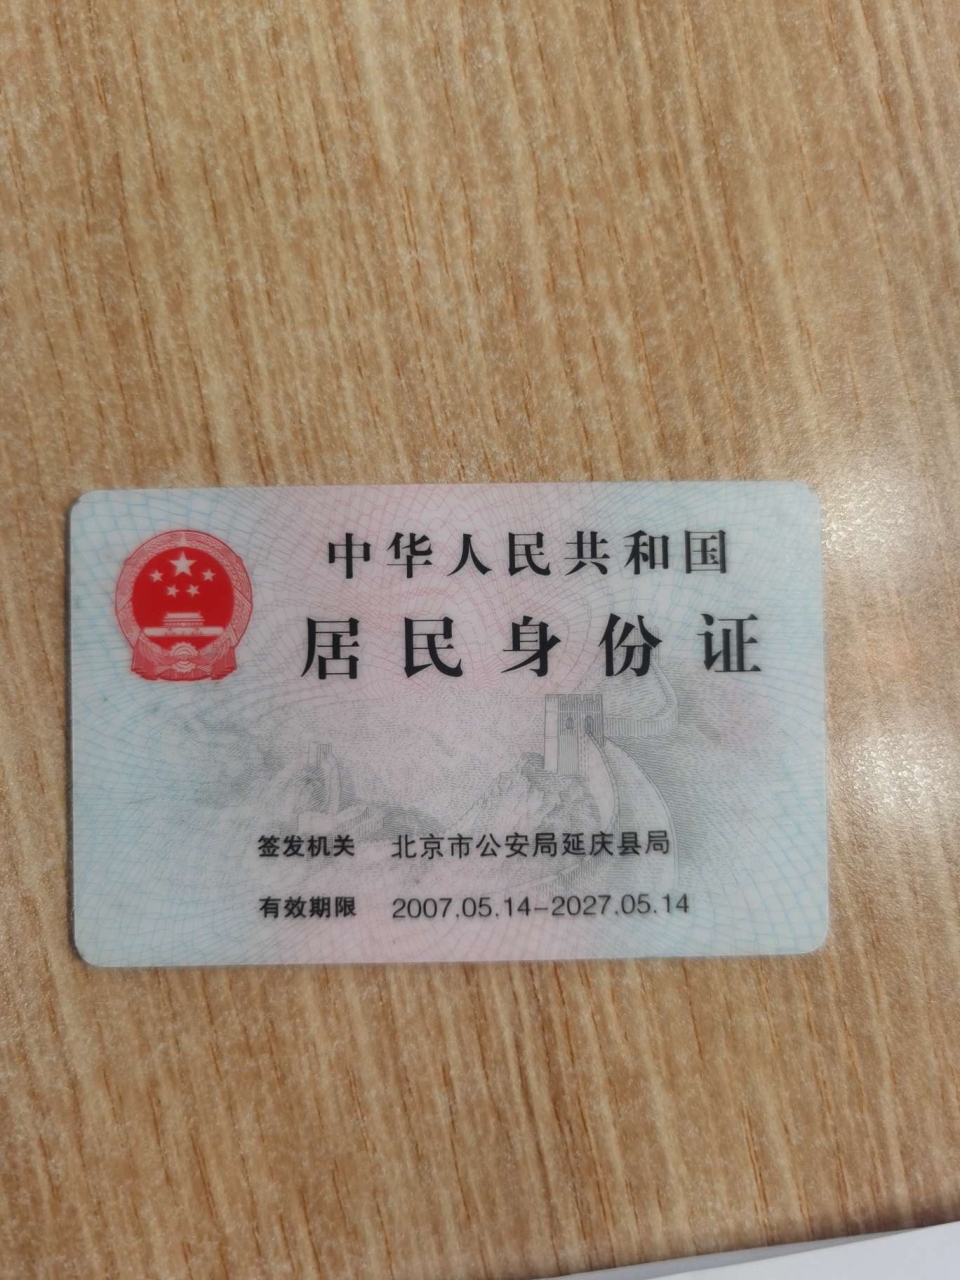 中华人民共和国
居民身份证
签发机关 北京市公安局延庆县局
有效期限 2007.05.14-2027.05.14